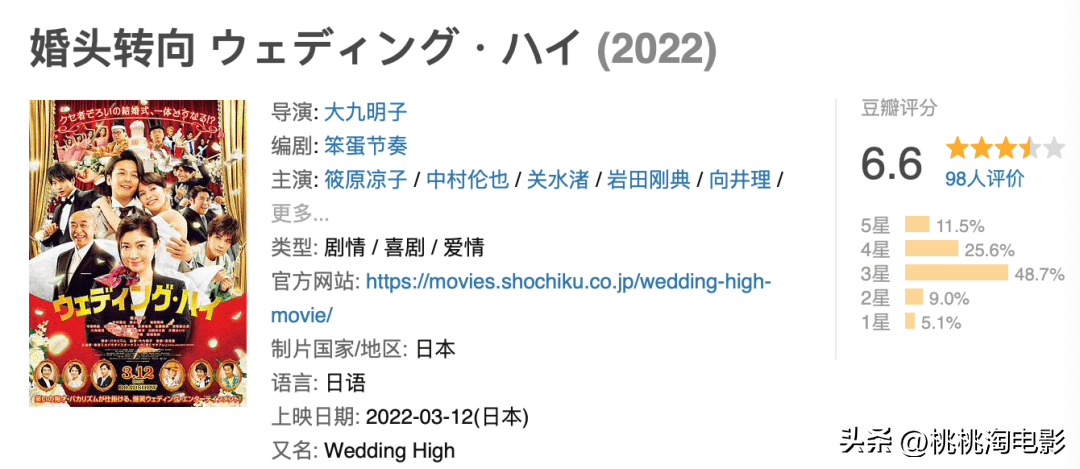 婚头转向 ウェディング・ハイ (2022)
クセ者ぞろいの結婚式、一体どうなる!?
ウェディング・ハイ
3.12
ROADSHOW
导演: 大九明子
编剧: 笨蛋节奏
主演: 筱原凉子 / 中村伦也 / 关水渚 / 岩田刚典 / 向井理 /
更多...
类型: 剧情 / 喜剧 / 爱情
官方网站: https://movies.shochiku.co.jp/wedding-high-
movie/
制片国家/地区: 日本
语言: 日语
上映日期: 2022-03-12(日本)
又名: Wedding High
豆瓣评分
6.6
98人评价
5星 11.5%
4星 25.6%
3星 48.7%
2星 9.0%
1星 5.1%
头条 @桃桃淘电影